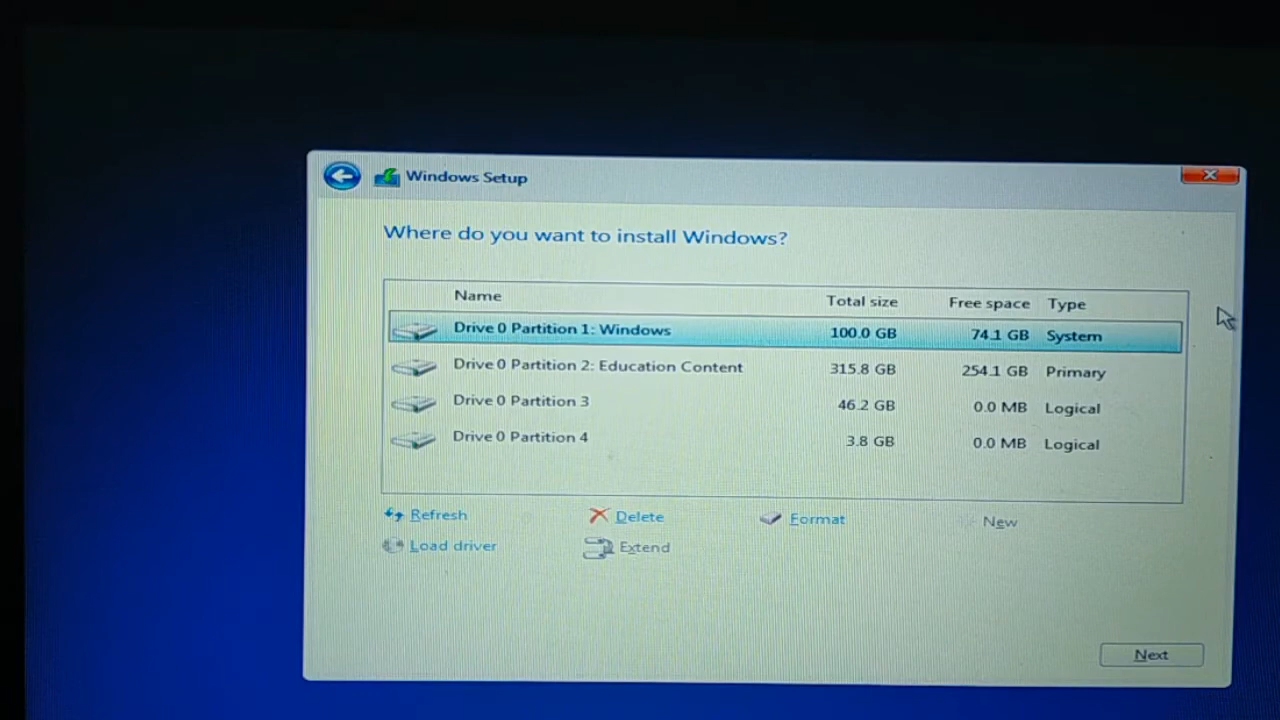 Windows Setup
Where do you want to install Windows?
Name Total size Free space Type
Drive 0 Partition 1: Windows 100.0 GB 74.1 GB System
Drive 0 Partition 2: Education Content 315.8 GB 254.1 GB Primary
Drive 0 Partition 3 46.2 GB 0.0 MB Logical
Drive 0 Partition 4 3.8 GB 0.0 MB Logical
Refresh Delete Format New
Load driver Extend
Next